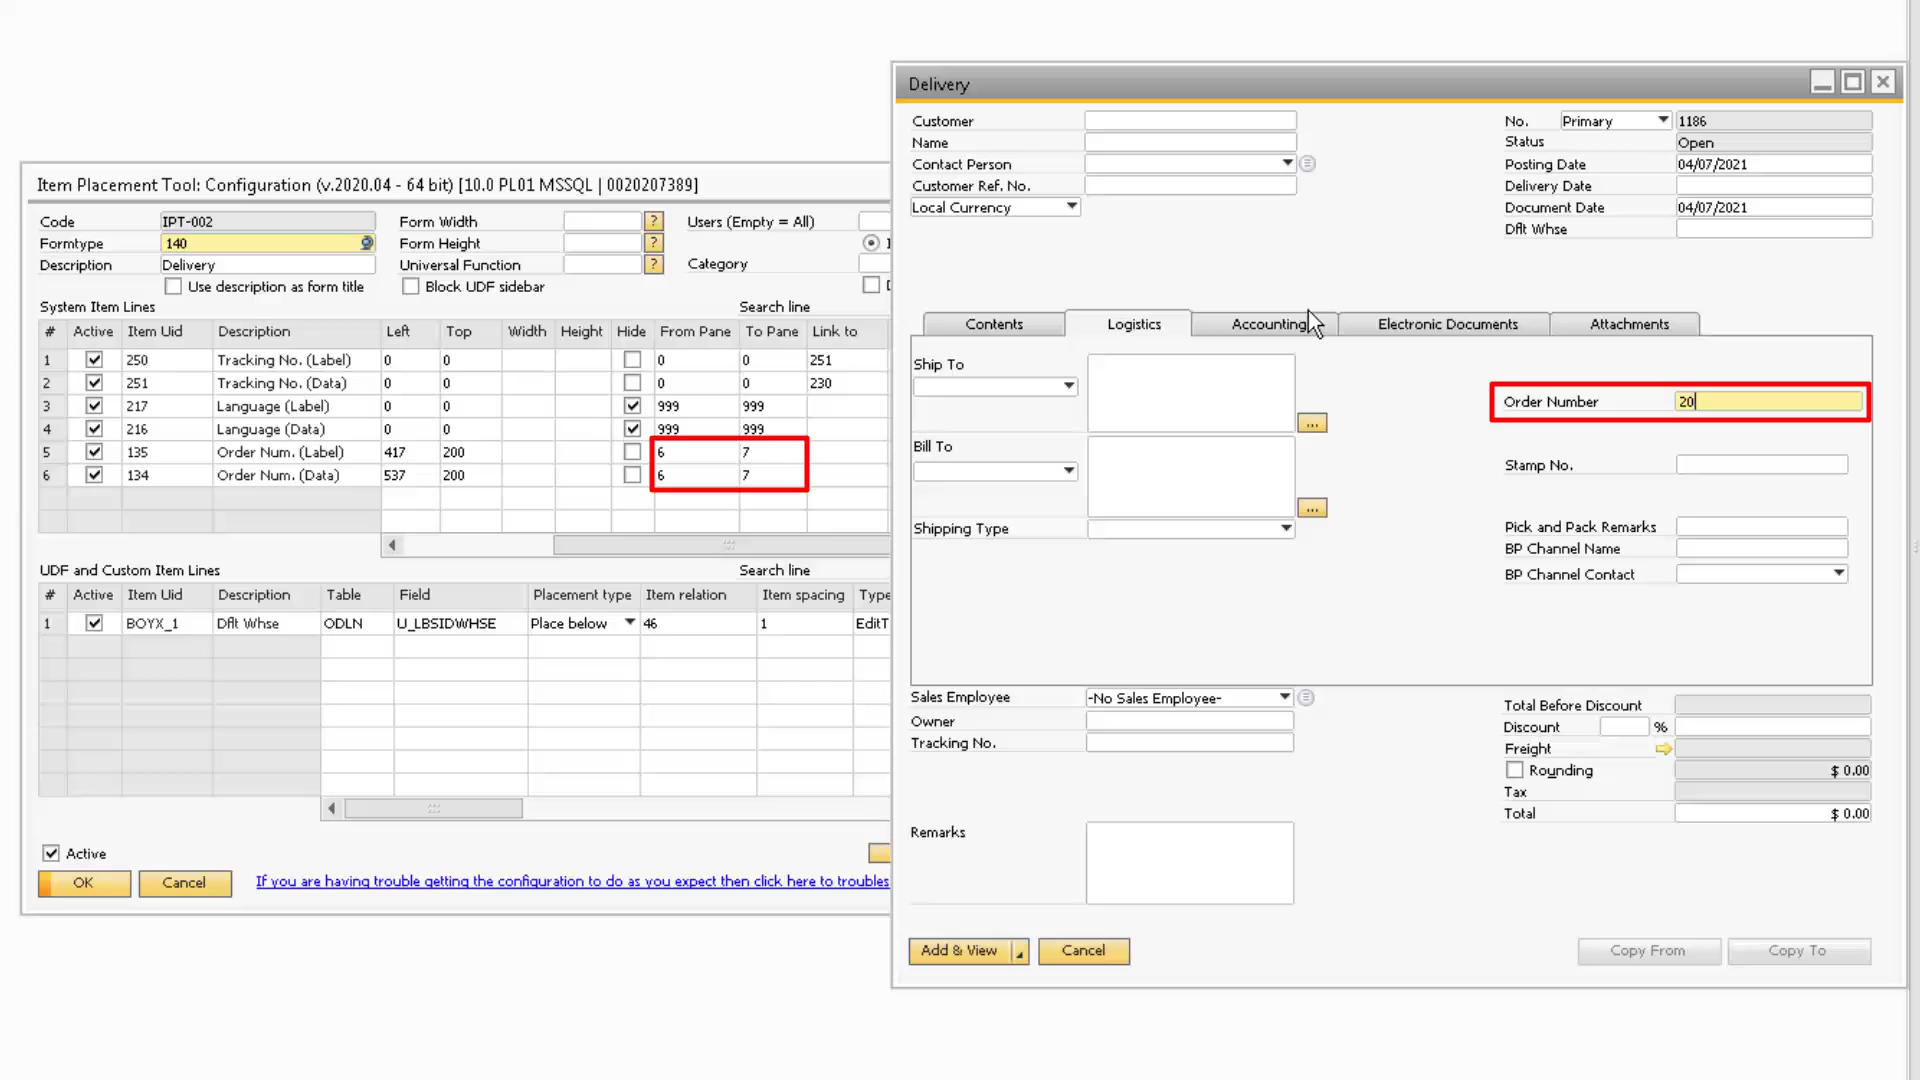 Item Placement Tool: Configuration (v.2020.04 - 64 bit) [10.0 PL01 MSSQL | 0020207389]
Code IPT-002 Form Width ? Users (Empty = All)
Formtype 140 Form Height ?
Description Delivery Universal Function ? Category
Use description as form title Block UDF sidebar
System Item Lines Search line
# Active Item Uid Description Left Top Width Height Hide From Pane To Pane Link to
1 250 Tracking No. (Label) 0 0 0 0 251
2 251 Tracking No. (Data) 0 0 0 0 230
3 217 Language (Label) 0 0 999 999
4 216 Language (Data) 0 0 999 999
5 135 Order Num. (Label) 417 200 6 7
6 134 Order Num. (Data) 537 200 6 7
UDF and Custom Item Lines Search line
# Active Item Uid Description Table Field Placement type Item relation Item spacing Type
1 BOYX_1 Dflt Whse ODLN U_LBSIDWHSE Place below 46 1 EditT
Active
OK Cancel If you are having trouble getting the configuration to do as you expect then click here to troubles
Delivery
Customer No. Primary 1186
Name Status Open
Contact Person Posting Date 04/07/2021
Customer Ref. No. Delivery Date
Local Currency Document Date 04/07/2021
Dflt Whse
Contents Logistics Accounting Electronic Documents Attachments
Ship To
Order Number 20
...
Bill To
Stamp No.
...
Shipping Type Pick and Pack Remarks
BP Channel Name
BP Channel Contact
Sales Employee -No Sales Employee- Total Before Discount
Owner Discount %
Tracking No. Freight
Rounding $ 0.00
Tax
Total $ 0.00
Remarks
Add & View Cancel Copy From Copy To